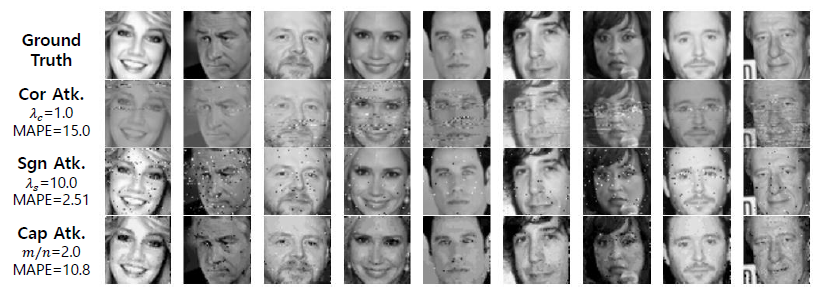 Ground
Truth
Cor Atk.
λc=1.0
MAPE=15.0
Sgn Atk.
λs=10.0
MAPE=2.51
Cap Atk.
m/n=2.0
MAPE=10.8